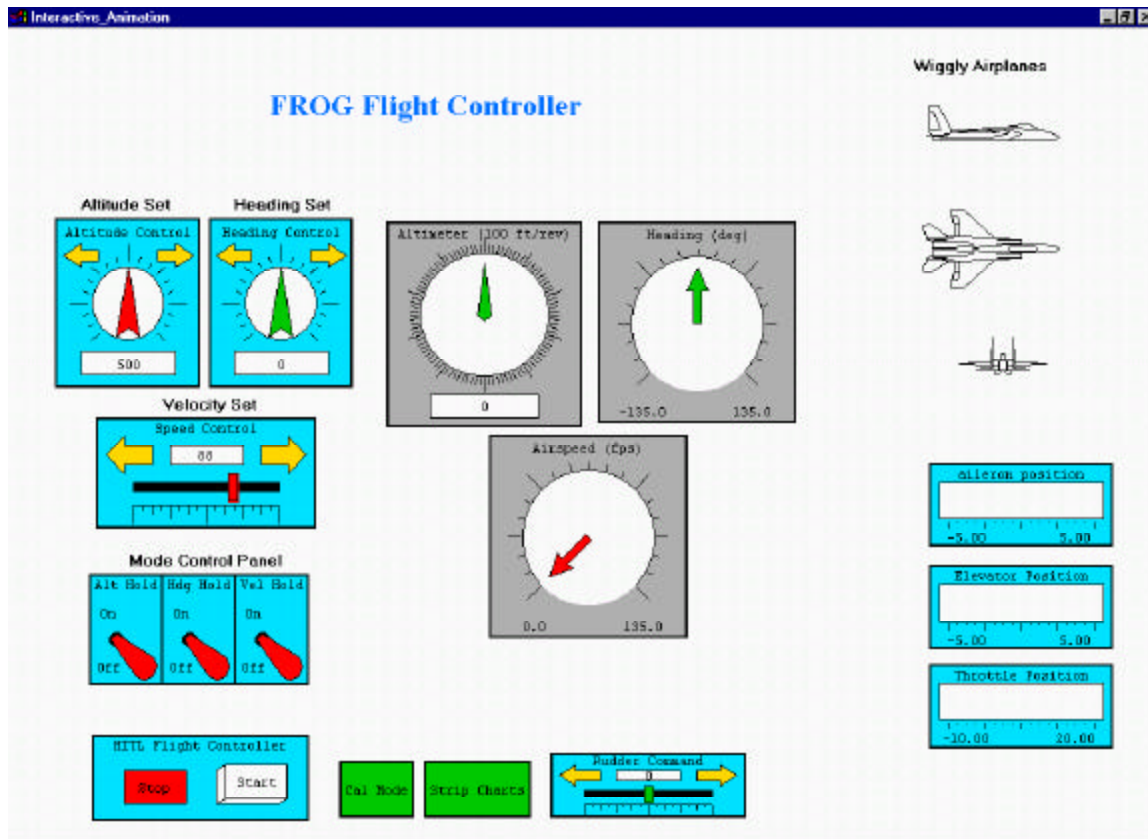 Interactive_Animation
Wiggly Airplanes
FROG Flight Controller
Altitude Set
Heading Set
Altitude Control
500
Heading Control
0
Altimeter (100 ft/rev)
0
Heading (deg)
-135.0 135.0
Velocity Set
Speed Control
88
Airspeed (fps)
0.0 135.0
Mode Control Panel
Alt Hold Hdg Hold Vel Hold
On On On
Off Off Off
aileron position
-5.00 5.00
Elevator Position
-5.00 5.00
Throttle Position
-10.00 20.00
HITL Flight Controller
Stop
Start
Cal Mode
Strip Charts
Rudder Command
0